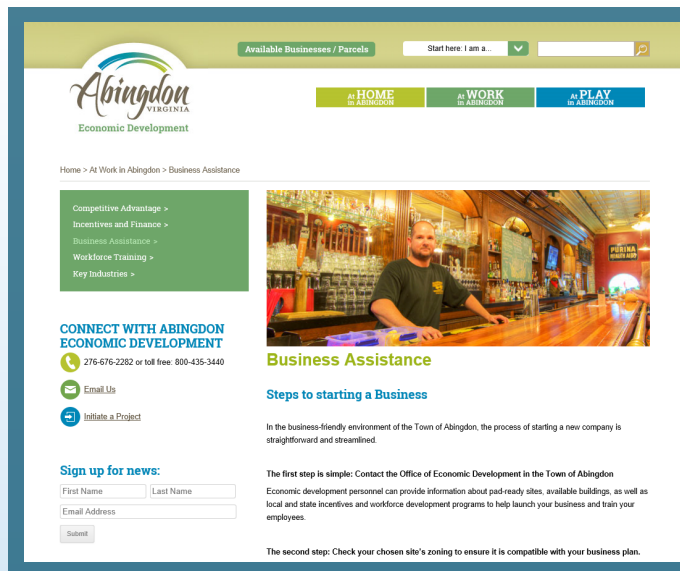 Available Businesses / Parcels
Start here: I am a...
Abingdon
VIRGINIA
Economic Development
At HOME
in ABINGDON
At WORK
in ABINGDON
At PLAY
in ABINGDON
Home > At Work in Abingdon > Business Assistance
Competitive Advantage >
Incentives and Finance >
Business Assistance >
Workforce Training >
Key Industries >
PURINA
CONNECT WITH ABINGDON
ECONOMIC DEVELOPMENT
276-676-2282 or toll free: 800-435-3440
Email Us
Initiate a Project
Sign up for news:
First Name
Last Name
Email Address
Submit
Business Assistance
Steps to starting a Business
In the business-friendly environment of the Town of Abingdon, the process of starting a new company is
straightforward and streamlined.
The first step is simple: Contact the Office of Economic Development in the Town of Abingdon
Economic development personnel can provide information about pad-ready sites, available buildings, as well as
local and state incentives and workforce development programs to help launch your business and train your
employees.
The second step: Check your chosen site's zoning to ensure it is compatible with your business plan.